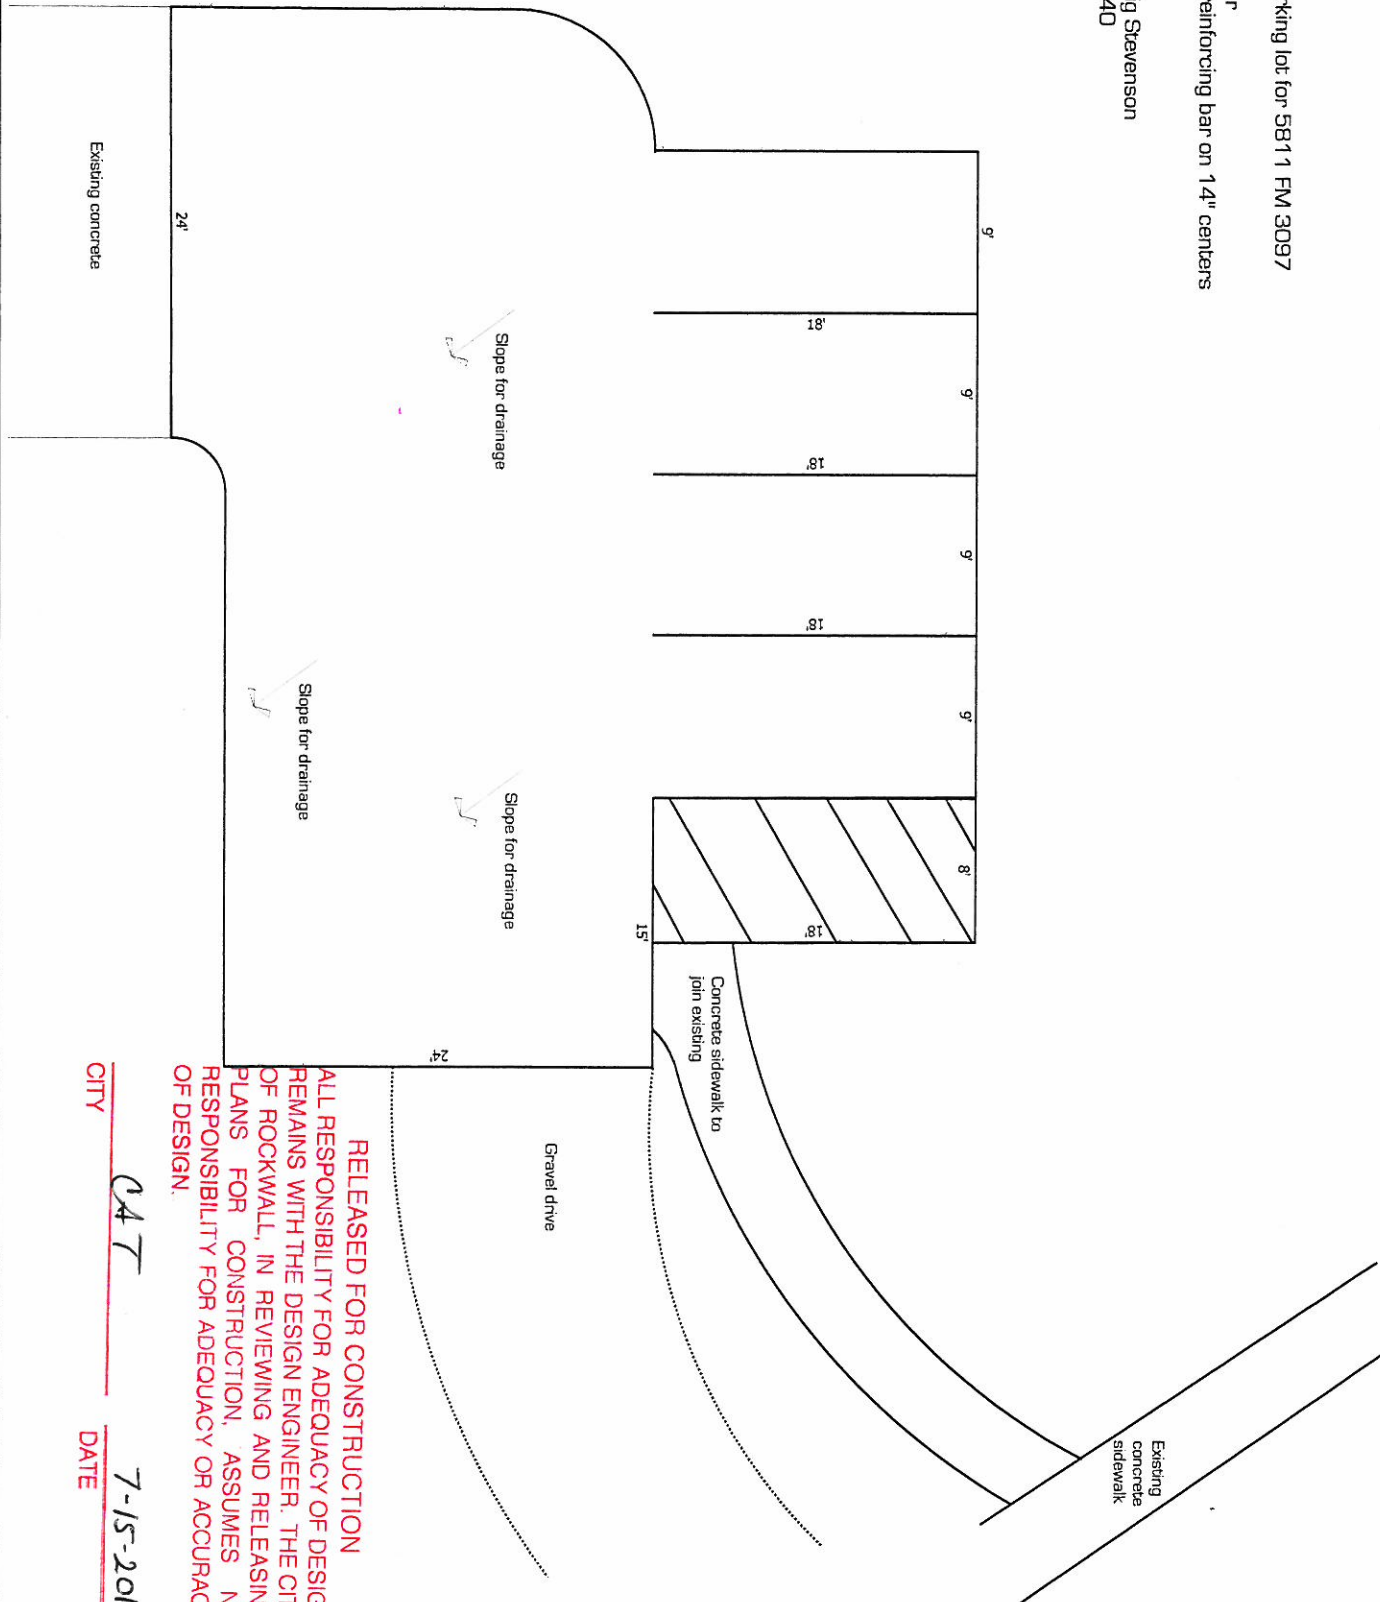 king lot for 5811 FM 3097
einforcing bar on 14" centers
g Stevenson
40
9'
18'
9'
18'
9'
18'
9'
8'
18'
15'
24'
24'
Existing concrete
Slope for drainage
Slope for drainage
Slope for drainage
Concrete sidewalk to
join existing
Gravel drive
Existing
concrete
sidewalk
RELEASED FOR CONSTRUCTION
ALL RESPONSIBILITY FOR ADEQUACY OF DESIG
REMAINS WITH THE DESIGN ENGINEER. THE CIT
OF ROCKWALL, IN REVIEWING AND RELEASIN
PLANS FOR CONSTRUCTION, ASSUMES N
RESPONSIBILITY FOR ADEQUACY OR ACCURAC
OF DESIGN.
CAT 7-15-201
CITY DATE